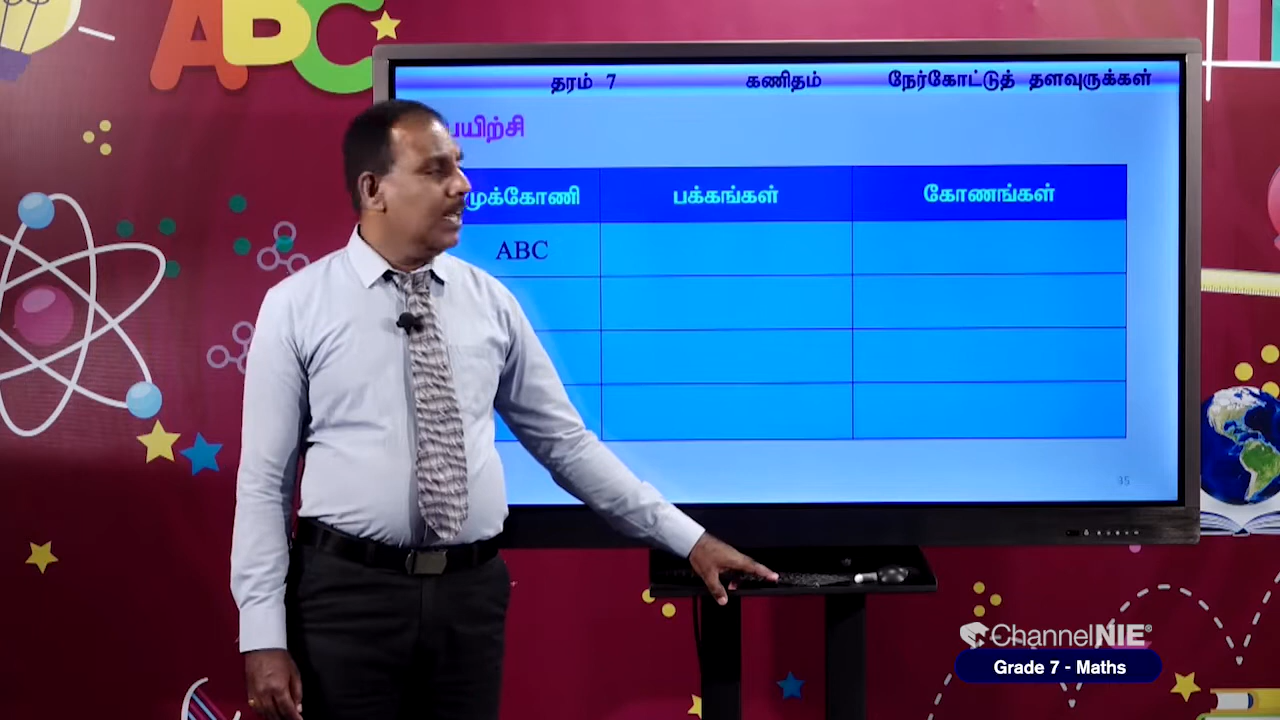 ABC
தரம் 7 கணிதம் நேர்கோட்டுத் தளவுருக்கள்
பயிற்சி
முக்கோணி பக்கங்கள் கோணங்கள்
ABC
35
ChannelNIE®
Grade 7 - Maths